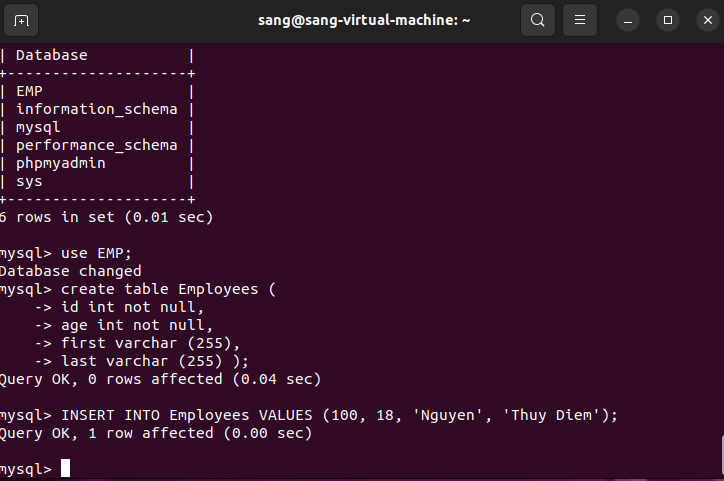 sang@sang-virtual-machine: ~
| Database           |
+--------------------+
| EMP                |
| information_schema |
| mysql              |
| performance_schema |
| phpmyadmin         |
| sys                |
+--------------------+
6 rows in set (0.01 sec)
mysql> use EMP;
Database changed
mysql> create table Employees (
    -> id int not null,
    -> age int not null,
    -> first varchar (255),
    -> last varchar (255) );
Query OK, 0 rows affected (0.04 sec)
mysql> INSERT INTO Employees VALUES (100, 18, 'Nguyen', 'Thuy Diem');
Query OK, 1 row affected (0.00 sec)
mysql>